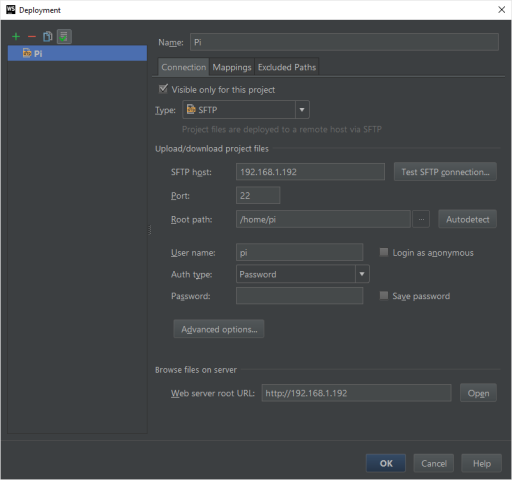 WS Deployment
Pi
Name: Pi
Connection Mappings Excluded Paths
Visible only for this project
Type: SFTP
Project files are deployed to a remote host via SFTP
Upload/download project files
SFTP host: 192.168.1.192 Test SFTP connection...
Port: 22
Root path: /home/pi ... Autodetect
User name: pi Login as anonymous
Auth type: Password
Password: Save password
Advanced options...
Browse files on server
Web server root URL: http://192.168.1.192 Open
OK Cancel Help